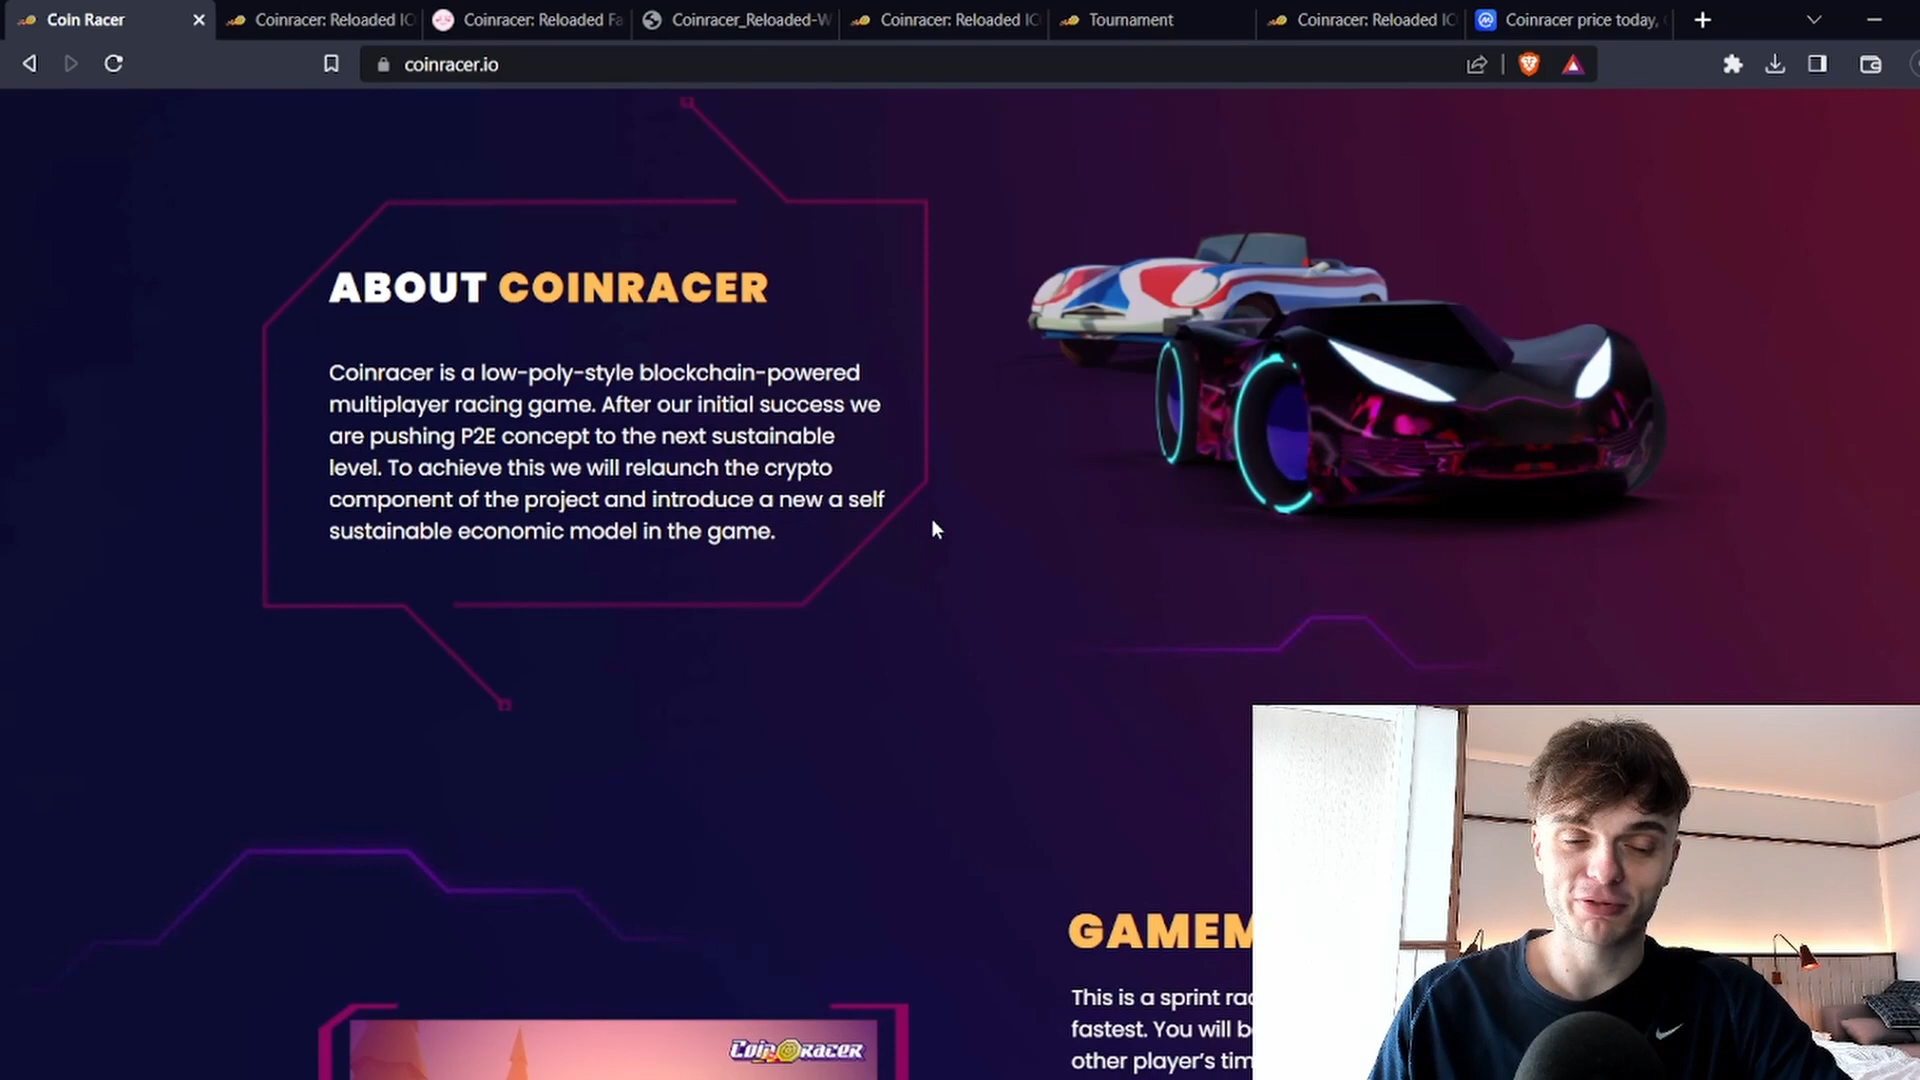 Coin Racer
Coinracer: Reloaded IC
Coinracer: Reloaded Fa
Coinracer_Reloaded-W
Coinracer: Reloaded IC
Tournament
Coinracer: Reloaded IC
Coinracer price today,
coinracer.io
ABOUT COINRACER
Coinracer is a low-poly-style blockchain-powered
multiplayer racing game. After our initial success we
are pushing P2E concept to the next sustainable
level. To achieve this we will relaunch the crypto
component of the project and introduce a new a self
sustainable economic model in the game.
GAMEM
This is a sprint rac
fastest. You will b
other player's tim
Coin RACER